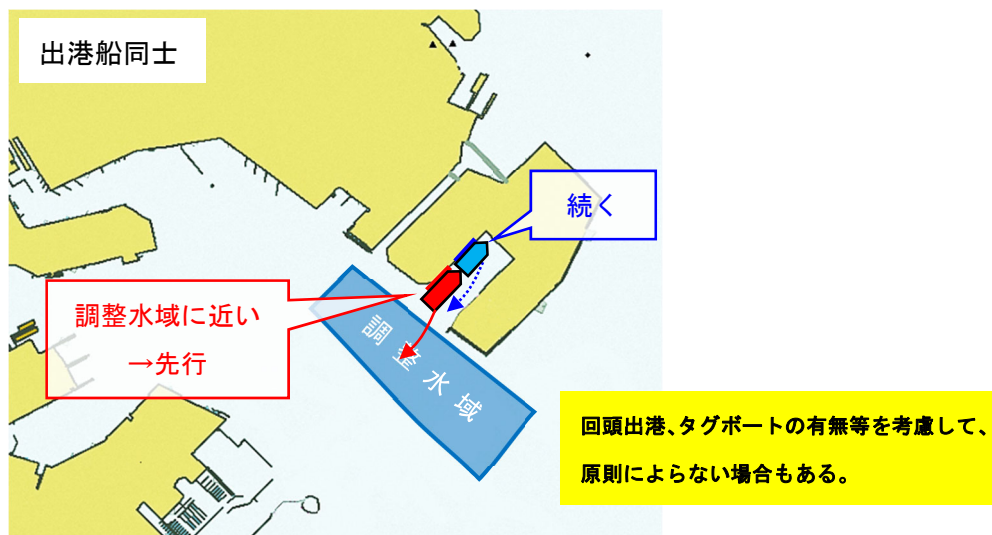 出港船同士
続く
調整水域に近い
→先行
調整水域
回頭出港、タグボートの有無等を考慮して、
原則によらない場合もある。